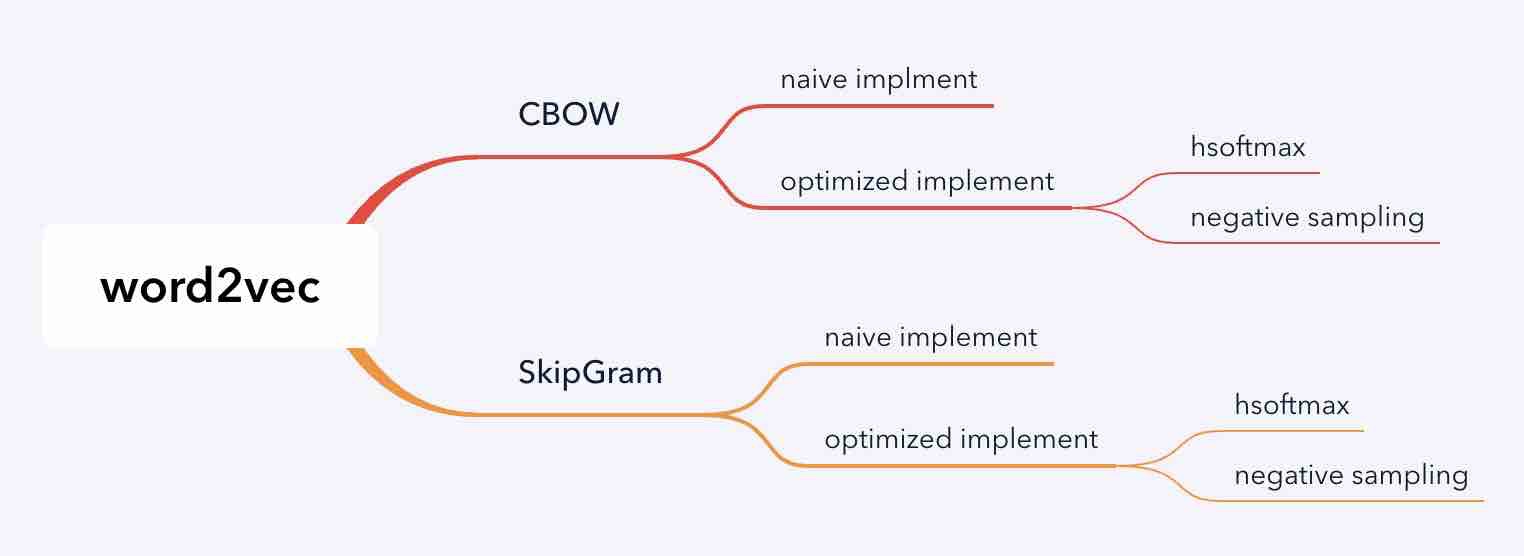 word2vec
CBOW
naive implment
optimized implement
hsoftmax
negative sampling
SkipGram
naive implement
optimized implement
hsoftmax
negative sampling